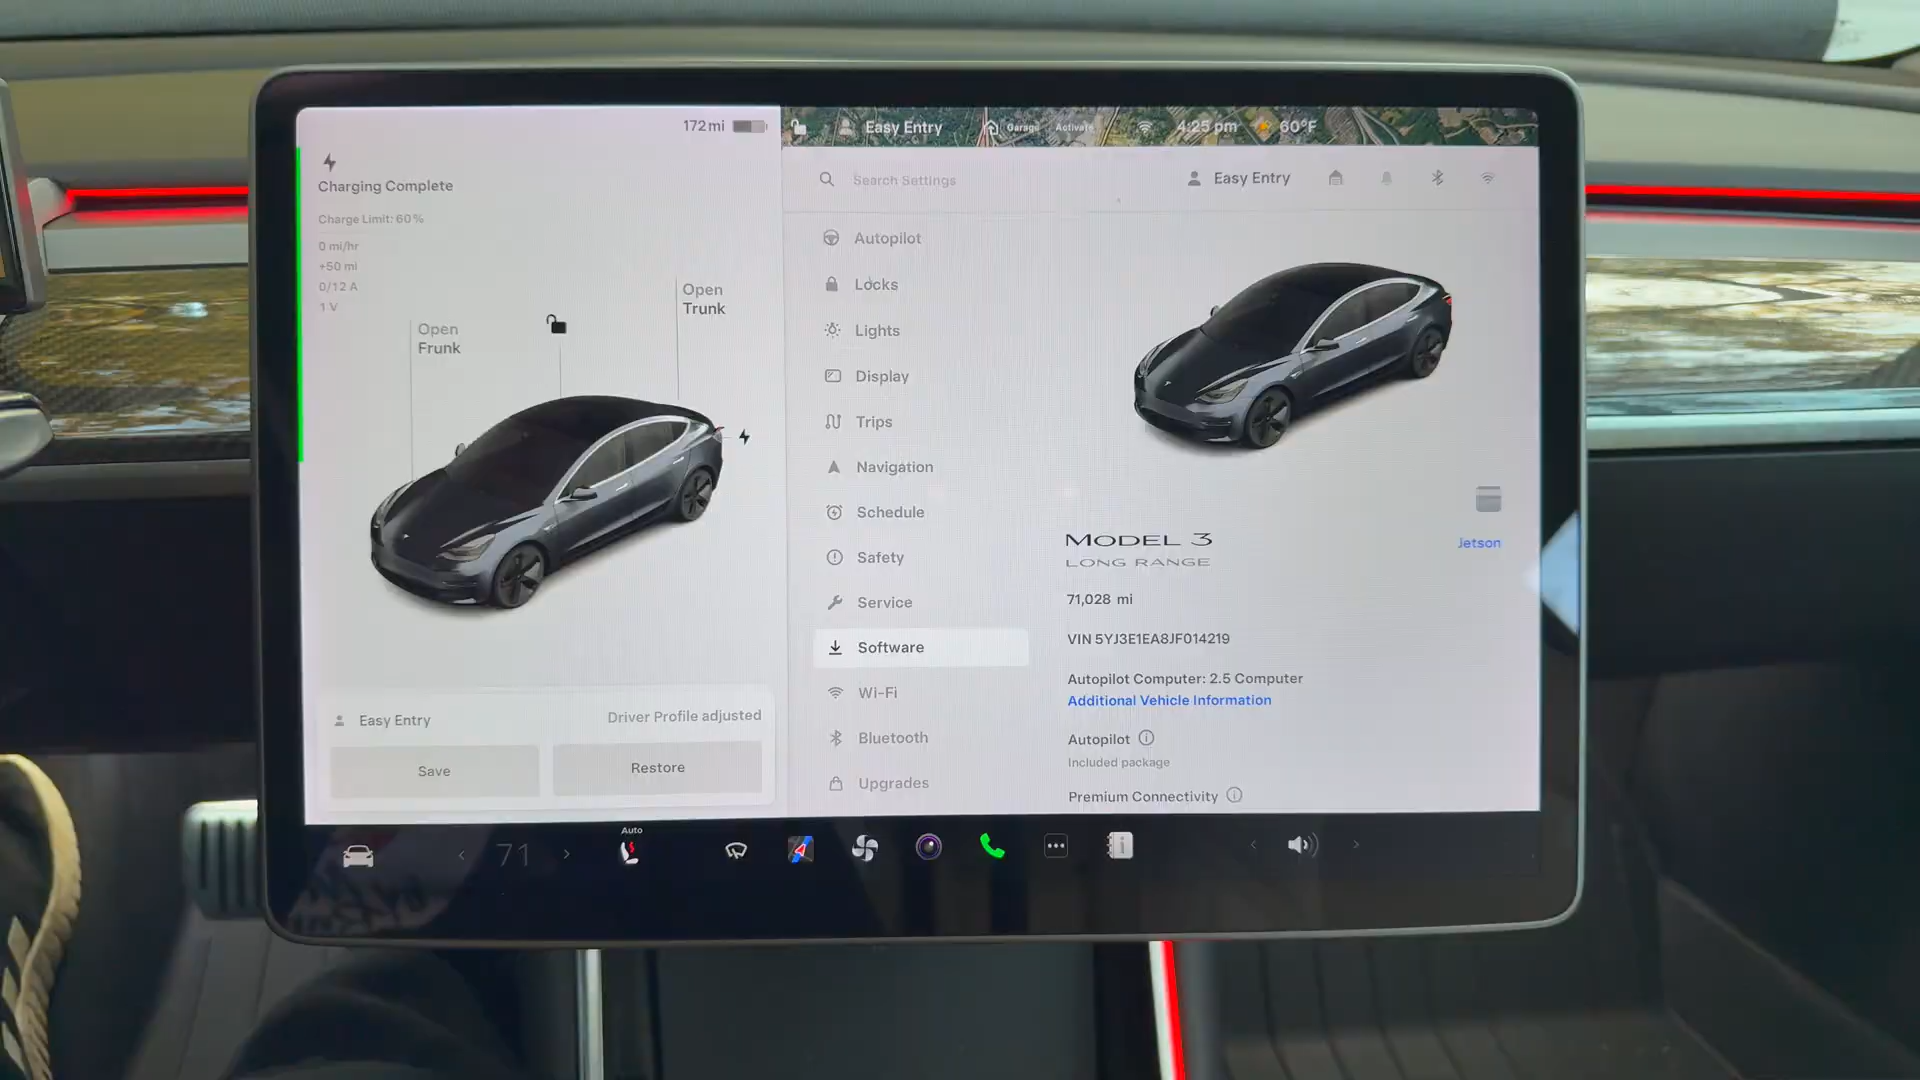 172 mi
Charging Complete
Charge Limit: 60%
0 mi/hr
+50 mi
0/12 A
1 V
Open
Frunk
Open
Trunk
Easy Entry
Driver Profile adjusted
Save
Restore
Easy Entry
Garage
Activate
4:25 pm
60°F
Search Settings
Easy Entry
Autopilot
Locks
Lights
Display
Trips
Navigation
Schedule
Safety
Service
Software
Wi-Fi
Bluetooth
Upgrades
MODEL 3
LONG RANGE
Jetson
71,028 mi
VIN 5YJ3E1EA8JF014219
Autopilot Computer: 2.5 Computer
Additional Vehicle Information
Autopilot
Included package
Premium Connectivity
71
Auto